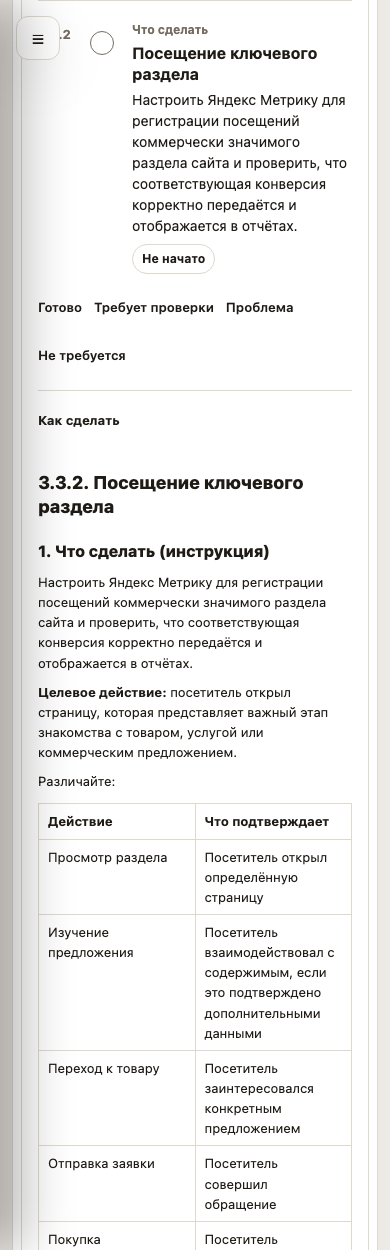 .2
Что сделать
Посещение ключевого
раздела
Настроить Яндекс Метрику для
регистрации посещений
коммерчески значимого
раздела сайта и проверить, что
соответствующая конверсия
корректно передаётся и
отображается в отчётах.
Не начато
Готово Требует проверки Проблема
Не требуется
Как сделать
3.3.2. Посещение ключевого
раздела
1. Что сделать (инструкция)
Настроить Яндекс Метрику для регистрации
посещений коммерчески значимого раздела
сайта и проверить, что соответствующая
конверсия корректно передаётся и
отображается в отчётах.
Целевое действие: посетитель открыл
страницу, которая представляет важный этап
знакомства с товаром, услугой или
коммерческим предложением.
Различайте:
Действие Что подтверждает
Просмотр раздела Посетитель открыл
определённую
страницу
Изучение Посетитель
предложения взаимодействовал с
содержимым, если
это подтверждено
дополнительными
данными
Переход к товару Посетитель
заинтересовался
конкретным
предложением
Отправка заявки Посетитель
совершил
обращение
Покупка Посетитель